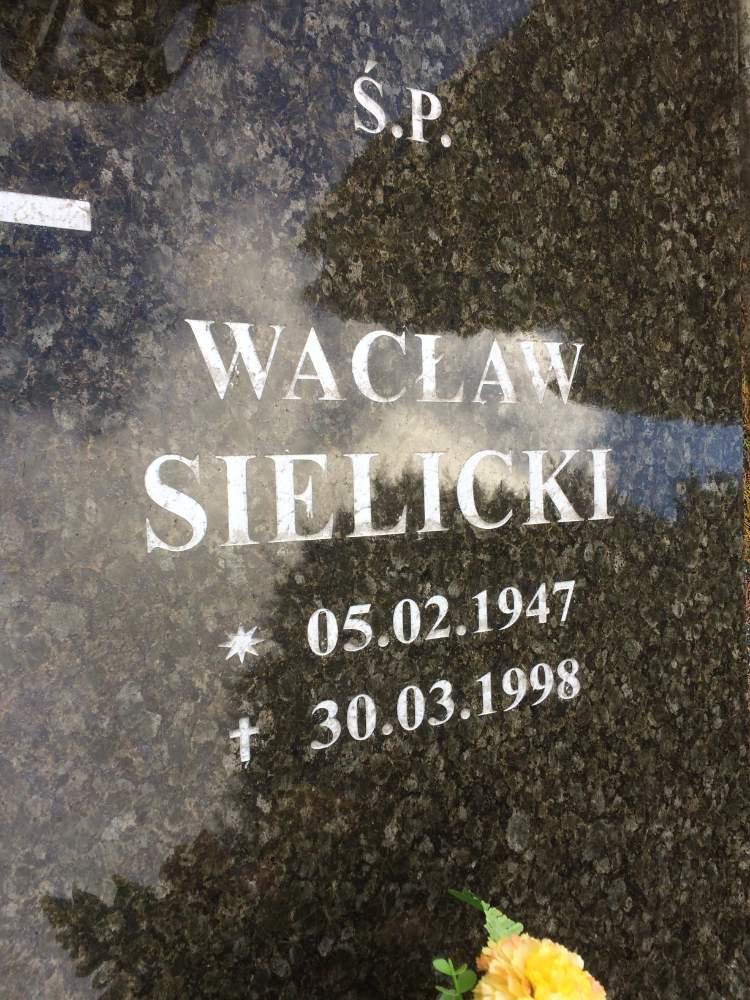 Ś.P.
WACŁAW
SIELICKI
05.02.1947
30.03.1998